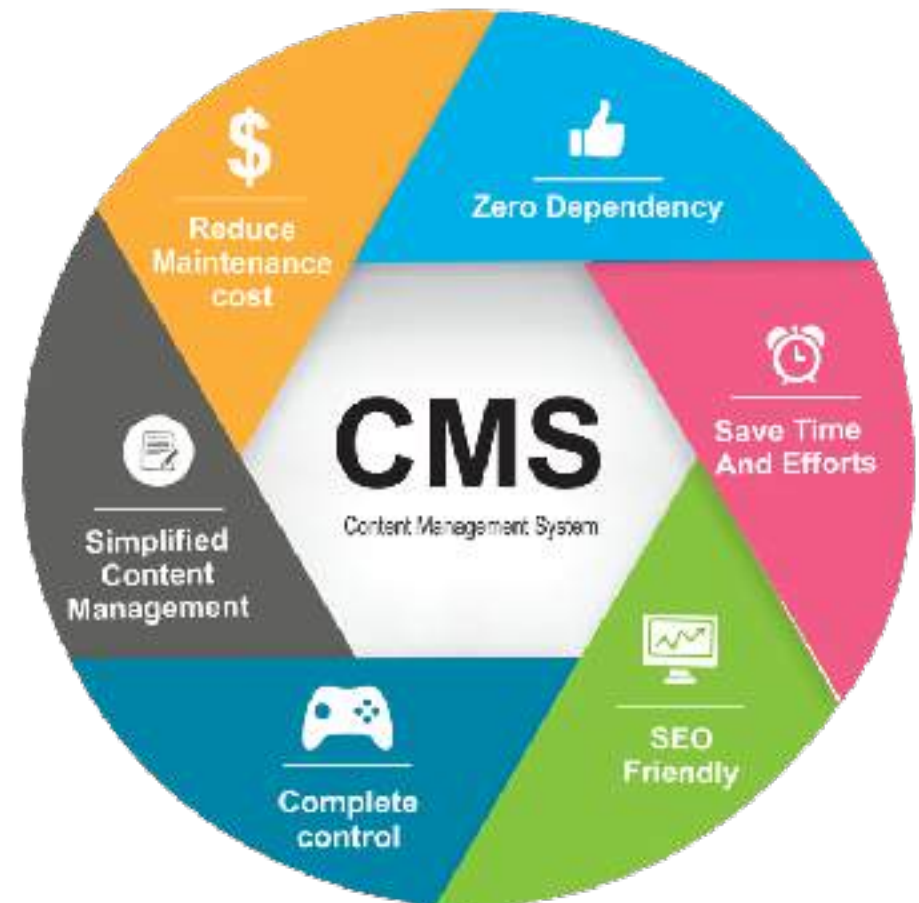 $
Reduce
Maintenance
cost
Zero Dependency
Save Time
And Efforts
SEO
Friendly
Complete
control
Simplified
Content
Management
CMS
Content Management System